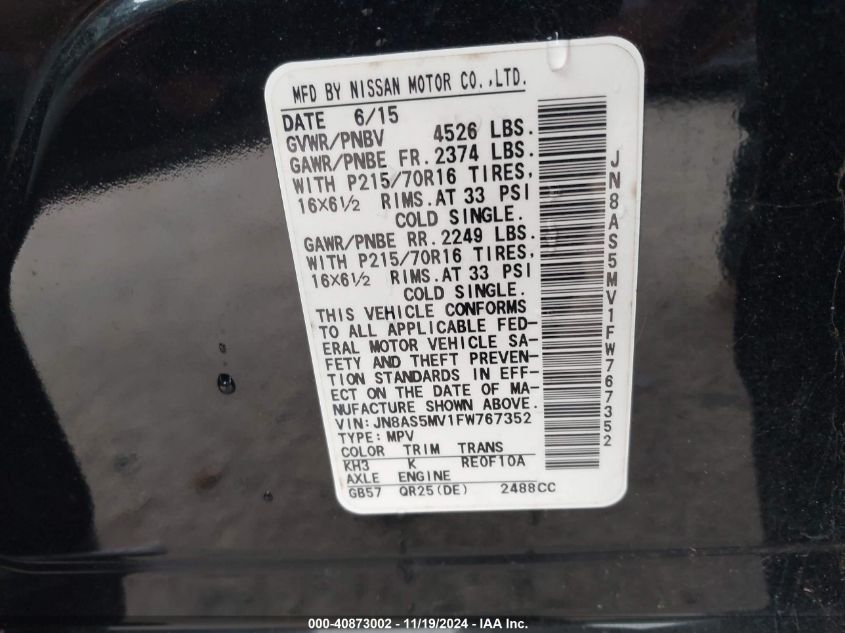 MFD BY NISSAN MOTOR CO.,LTD.
DATE 6/15
GVWR/PNBV 4526 LBS.
GAWR/PNBE FR. 2374 LBS.
WITH P215/70R16 TIRES,
16X6½ RIMS.AT 33 PSI
COLD SINGLE.
GAWR/PNBE RR. 2249 LBS.
WITH P215/70R16 TIRES,
16X6½ RIMS.AT 33 PSI
COLD SINGLE.
THIS VEHICLE CONFORMS
TO ALL APPLICABLE FED-
ERAL MOTOR VEHICLE SA-
FETY AND THEFT PREVEN-
TION STANDARDS IN EFF-
ECT ON THE DATE OF MA-
NUFACTURE SHOWN ABOVE.
VIN: JN8AS5MV1FW767352
TYPE: MPV
COLOR TRIM TRANS
KH3 K RE0F10A
AXLE ENGINE
GB57 QR25(DE) 2488CC
JN8AS5MV1FW767352
000-40873002 - 11/19/2024 - IAA Inc.